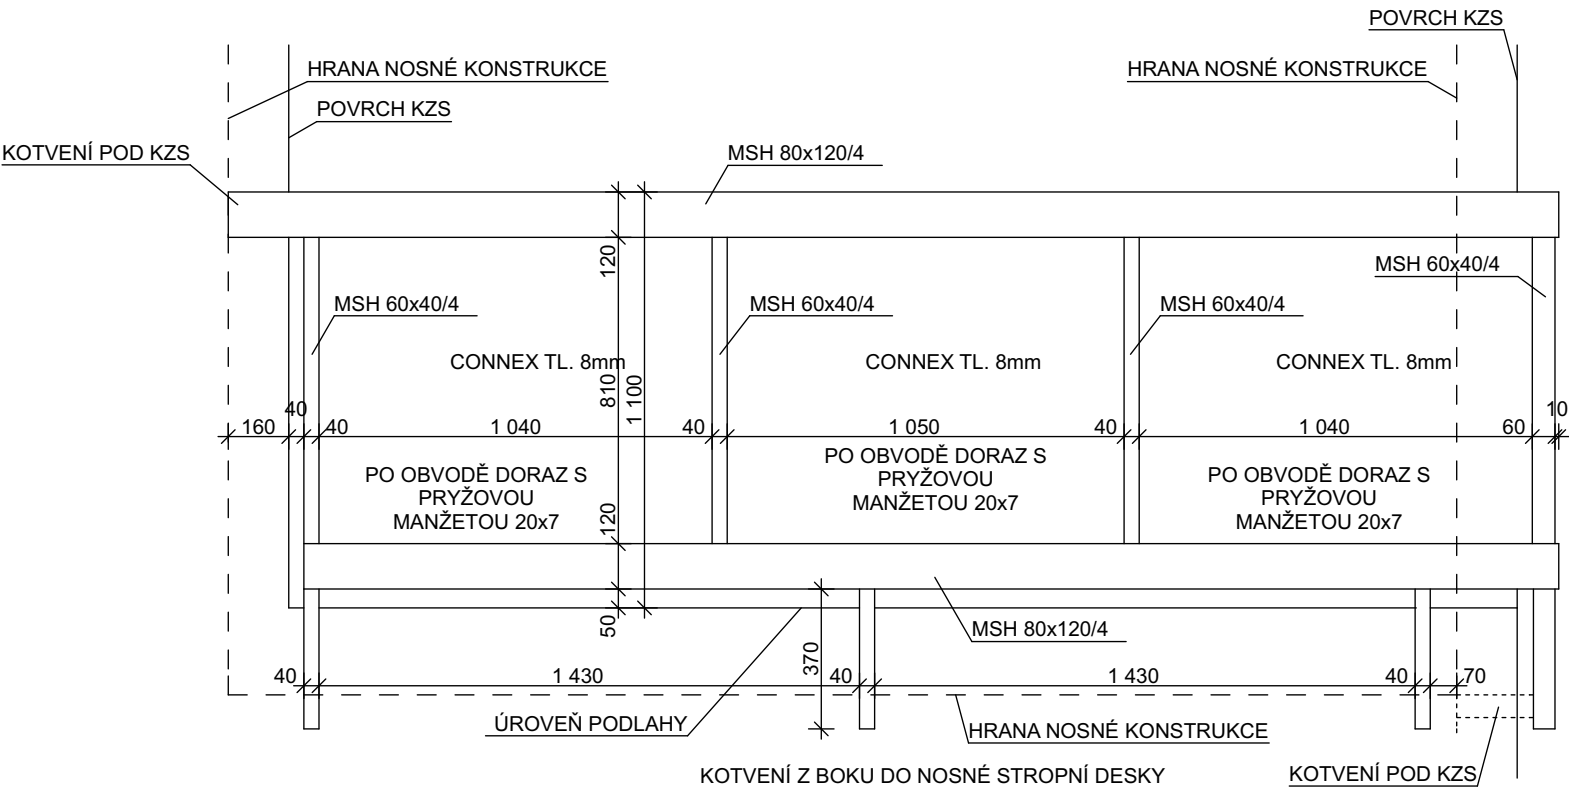 POVRCH KZS
HRANA NOSNÉ KONSTRUKCE
HRANA NOSNÉ KONSTRUKCE
POVRCH KZS
KOTVENÍ POD KZS
MSH 80x120/4
120
MSH 60x40/4
MSH 60x40/4
MSH 60x40/4
MSH 60x40/4
CONNEX TL. 8mm
CONNEX TL. 8mm
CONNEX TL. 8mm
810
1 100
160
40
40
1 040
40
1 050
40
1 040
60
10
PO OBVODĚ DORAZ S
PRYŽOVOU
MANŽETOU 20x7
PO OBVODĚ DORAZ S
PRYŽOVOU
MANŽETOU 20x7
PO OBVODĚ DORAZ S
PRYŽOVOU
MANŽETOU 20x7
120
50
370
MSH 80x120/4
40
1 430
40
1 430
40
70
ÚROVEŇ PODLAHY
HRANA NOSNÉ KONSTRUKCE
KOTVENÍ Z BOKU DO NOSNÉ STROPNÍ DESKY
KOTVENÍ POD KZS